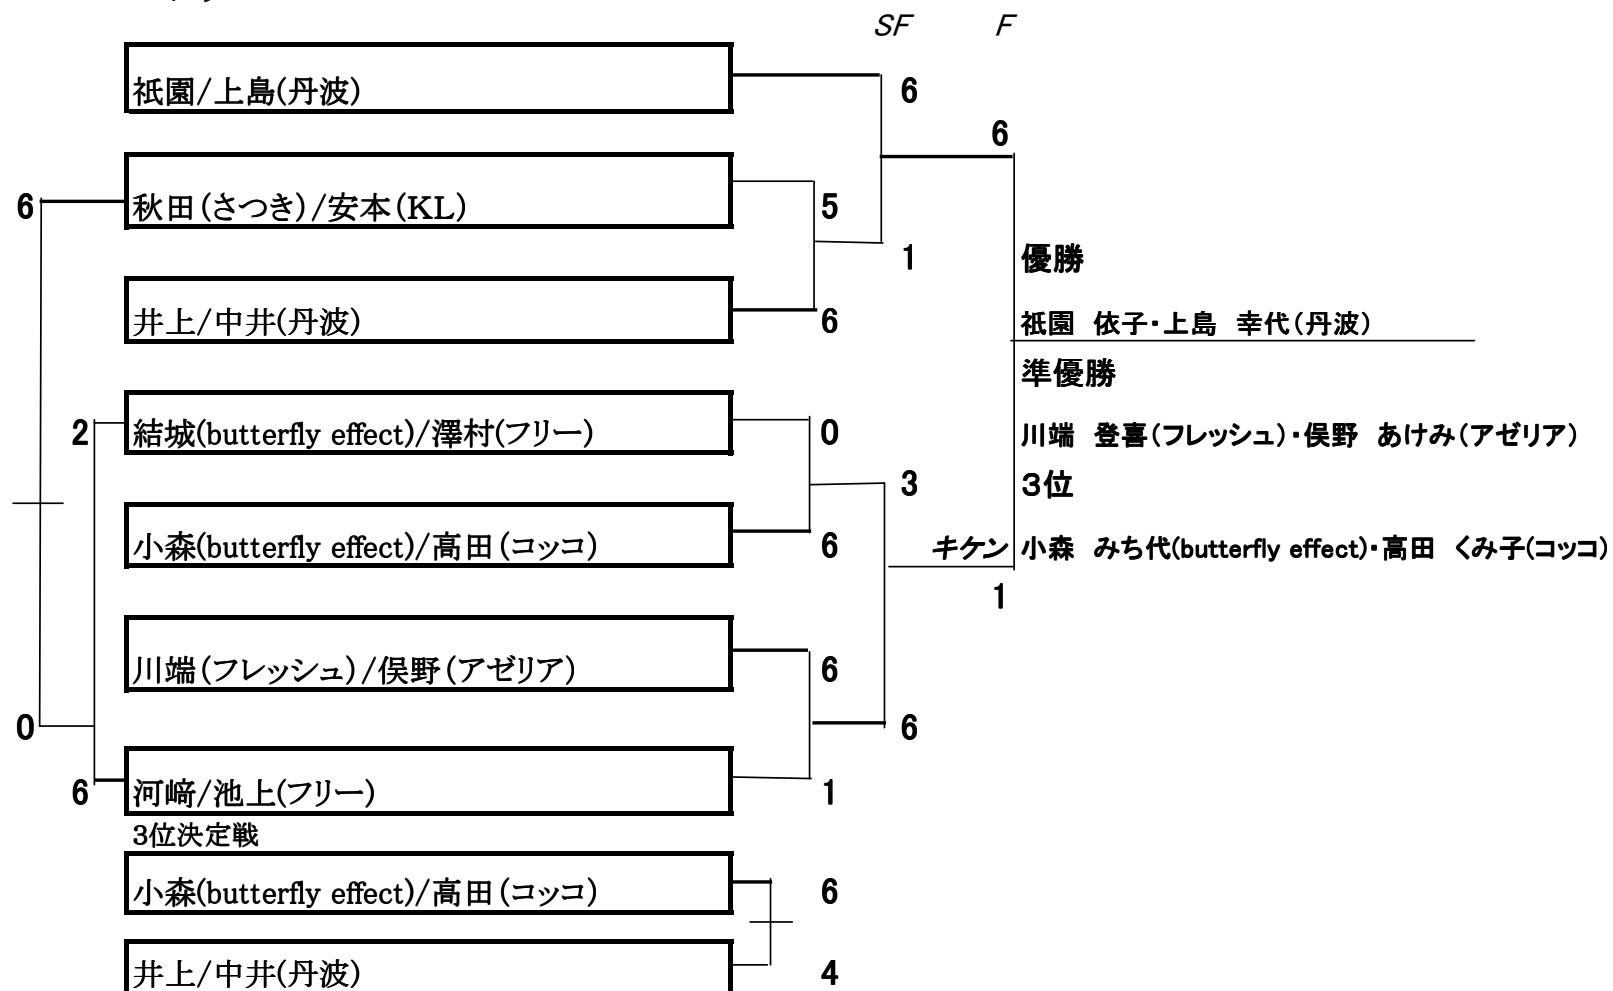 SF F
祇園/上島(丹波)
6
6
秋田(さつき)/安本(KL)
6
5
1
優勝
井上/中井(丹波)
6
祇園 依子・上島 幸代(丹波)
準優勝
結城(butterfly effect)/澤村(フリー)
2
0
川端 登喜(フレッシュ)・俣野 あけみ(アゼリア)
3
3位
小森(butterfly effect)/高田(コッコ)
6
キケン
小森 みち代(butterfly effect)・高田 くみ子(コッコ)
1
川端(フレッシュ)/俣野(アゼリア)
6
0
6
河﨑/池上(フリー)
6
1
3位決定戦
小森(butterfly effect)/高田(コッコ)
6
井上/中井(丹波)
4